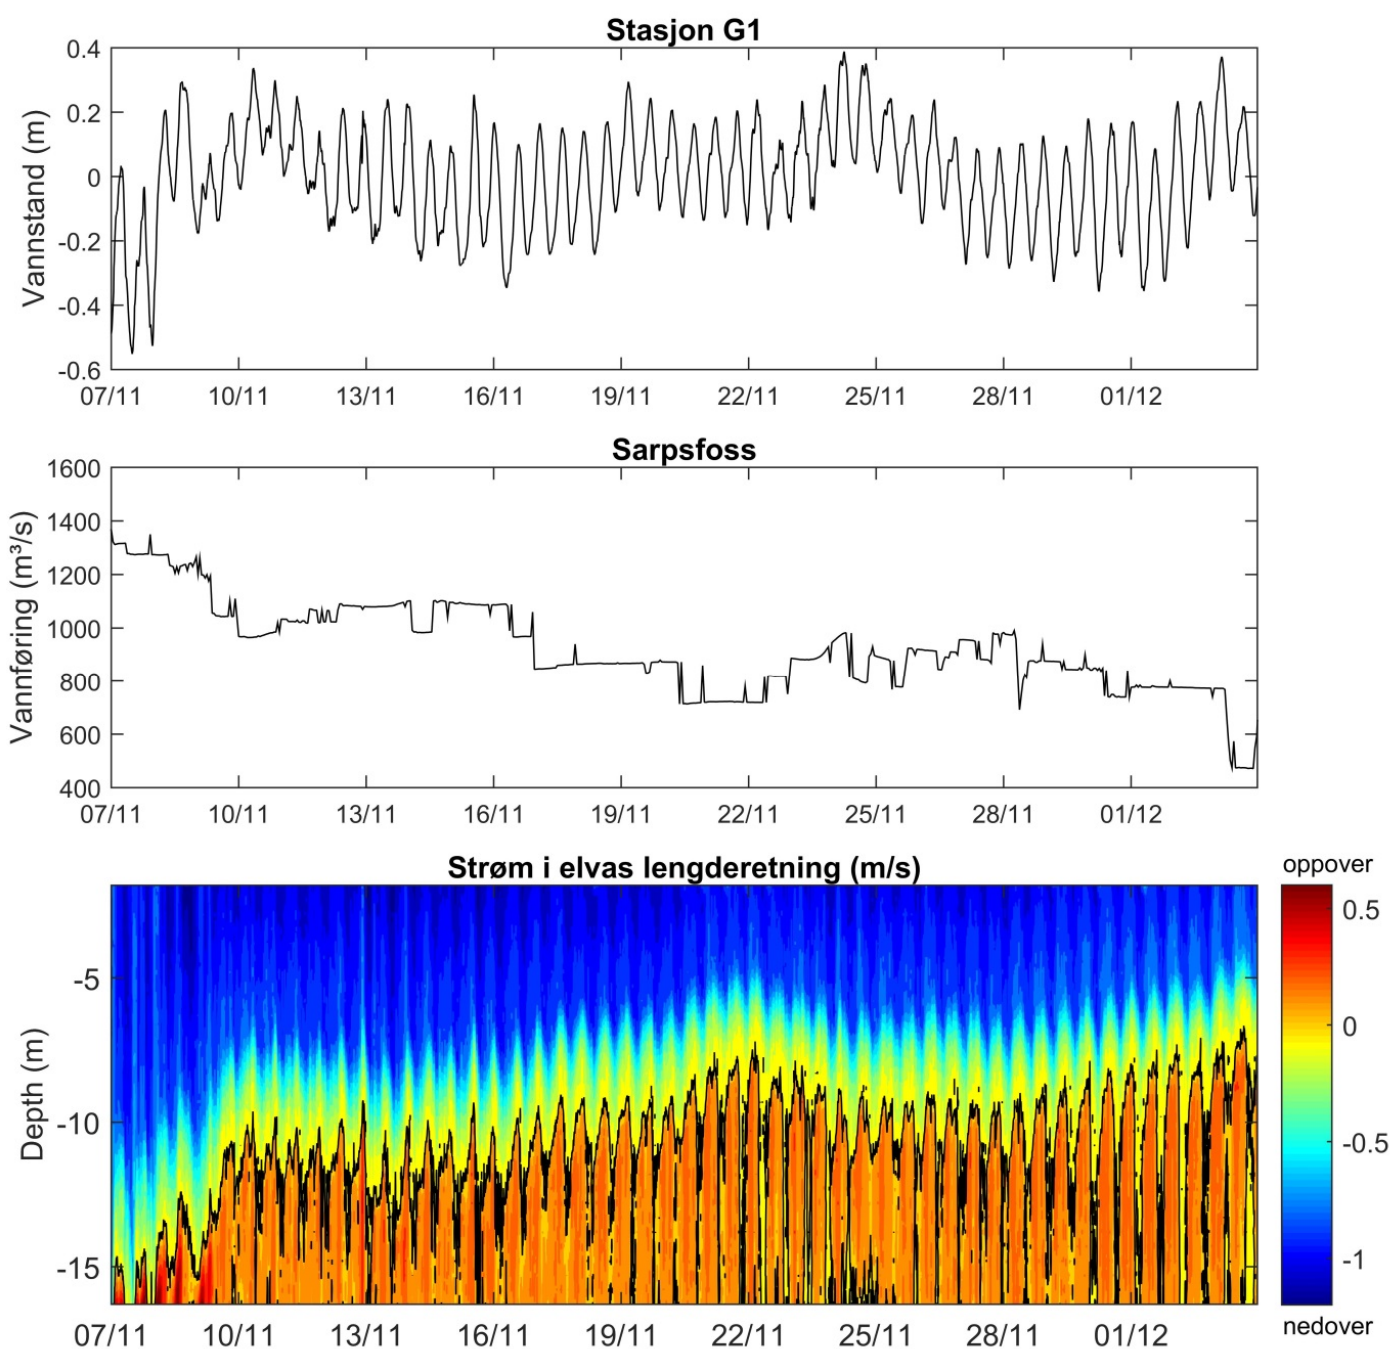 Stasjon G1
Vannstand (m)
0.4
0.2
0
-0.2
-0.4
-0.6
07/11 10/11 13/11 16/11 19/11 22/11 25/11 28/11 01/12
Sarpsfoss
Vannføring (m³/s)
1600
1400
1200
1000
800
600
400
07/11 10/11 13/11 16/11 19/11 22/11 25/11 28/11 01/12
Strøm i elvas lengderetning (m/s)
Depth (m)
-5
-10
-15
07/11 10/11 13/11 16/11 19/11 22/11 25/11 28/11 01/12
oppover
0.5
0
-0.5
-1
nedover